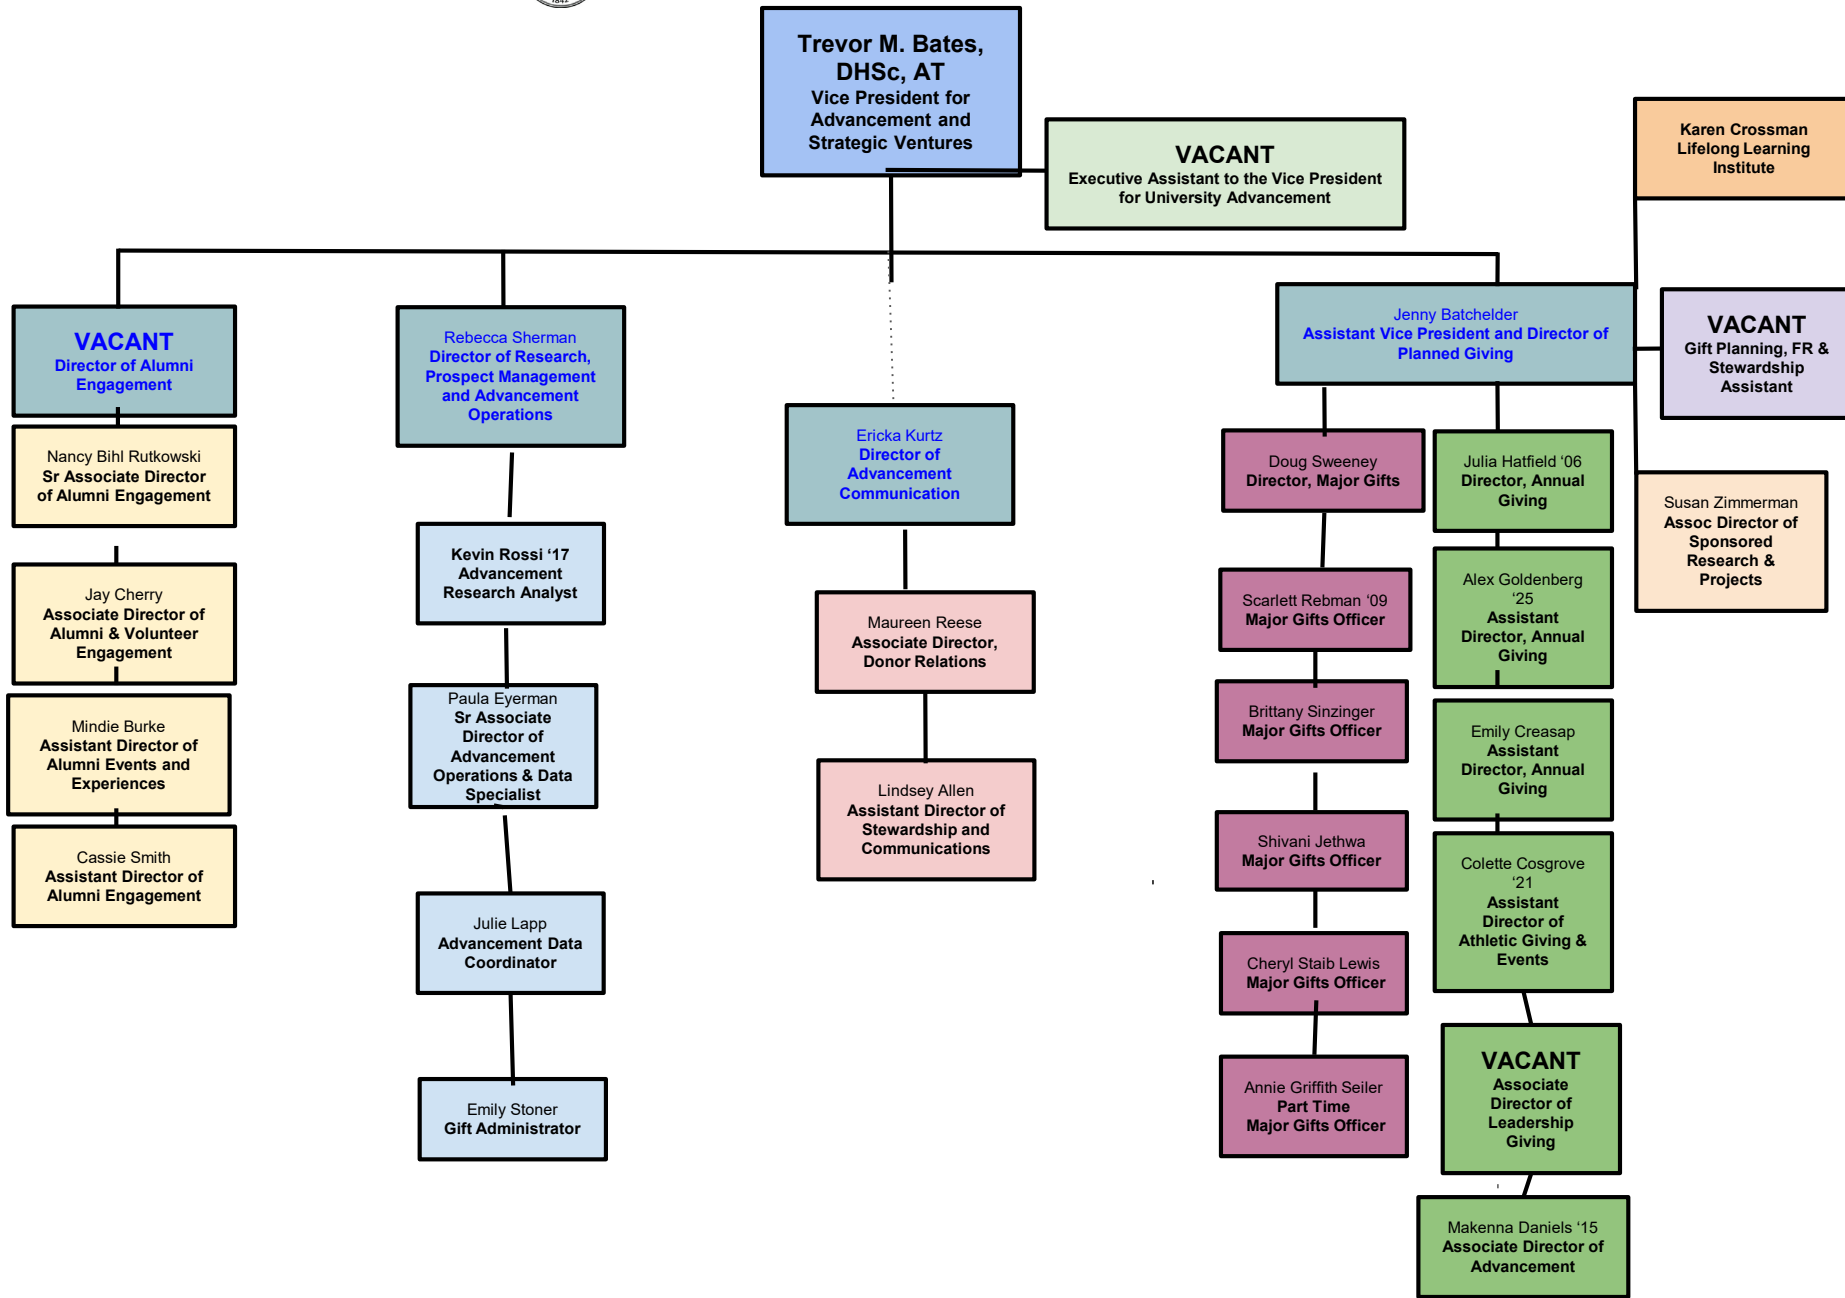 1842
Trevor M. Bates,
DHSc, AT
Vice President for
Advancement and
Strategic Ventures
VACANT
Executive Assistant to the Vice President
for University Advancement
Karen Crossman
Lifelong Learning
Institute
VACANT
Director of Alumni
Engagement
Nancy Bihl Rutkowski
Sr Associate Director
of Alumni Engagement
Jay Cherry
Associate Director of
Alumni & Volunteer
Engagement
Mindie Burke
Assistant Director of
Alumni Events and
Experiences
Cassie Smith
Assistant Director of
Alumni Engagement
Rebecca Sherman
Director of Research,
Prospect Management
and Advancement
Operations
Kevin Rossi ‘17
Advancement
Research Analyst
Paula Eyerman
Sr Associate
Director of
Advancement
Operations & Data
Specialist
Julie Lapp
Advancement Data
Coordinator
Emily Stoner
Gift Administrator
Ericka Kurtz
Director of
Advancement
Communication
Maureen Reese
Associate Director,
Donor Relations
Lindsey Allen
Assistant Director of
Stewardship and
Communications
Jenny Batchelder
Assistant Vice President and Director of
Planned Giving
VACANT
Gift Planning, FR &
Stewardship
Assistant
Susan Zimmerman
Assoc Director of
Sponsored
Research &
Projects
Doug Sweeney
Director, Major Gifts
Scarlett Rebman ‘09
Major Gifts Officer
Brittany Sinzinger
Major Gifts Officer
Shivani Jethwa
Major Gifts Officer
Cheryl Staib Lewis
Major Gifts Officer
Annie Griffith Seiler
Part Time
Major Gifts Officer
Julia Hatfield ‘06
Director, Annual
Giving
Alex Goldenberg
‘25
Assistant
Director, Annual
Giving
Emily Creasap
Assistant
Director, Annual
Giving
Colette Cosgrove
‘21
Assistant
Director of
Athletic Giving &
Events
VACANT
Associate
Director of
Leadership
Giving
Makenna Daniels ‘15
Associate Director of
Advancement